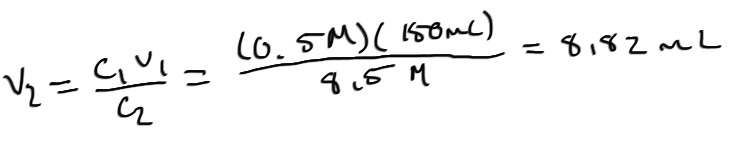 V₂ = C₁V₁/C₂ = (0.5M)(150mL)/8.5 M = 8.82 mL